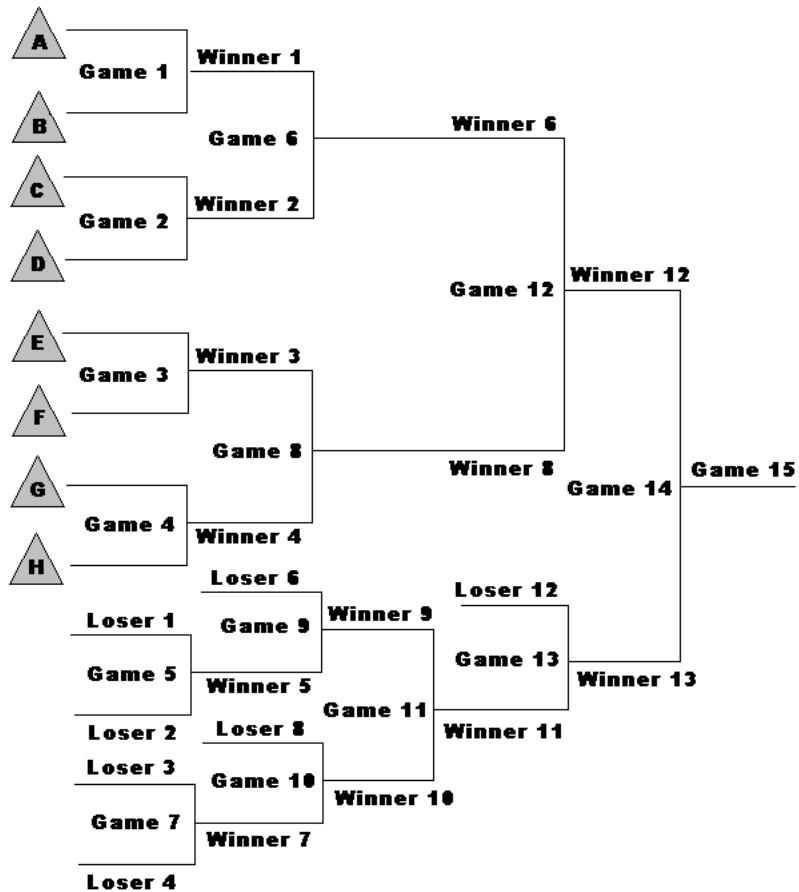 A
Winner 1
Game 1
B
Winner 6
Game 6
C
Winner 2
Game 2
D
Winner 12
Game 12
E
Winner 3
Game 3
F
Game 8
Winner 8
Game 15
G
Game 14
Game 4
Winner 4
H
Loser 6
Loser 12
Loser 1
Game 9
Winner 9
Game 5
Game 13
Winner 5
Winner 13
Game 11
Loser 2
Loser 8
Winner 11
Loser 3
Game 10
Winner 10
Game 7
Winner 7
Loser 4